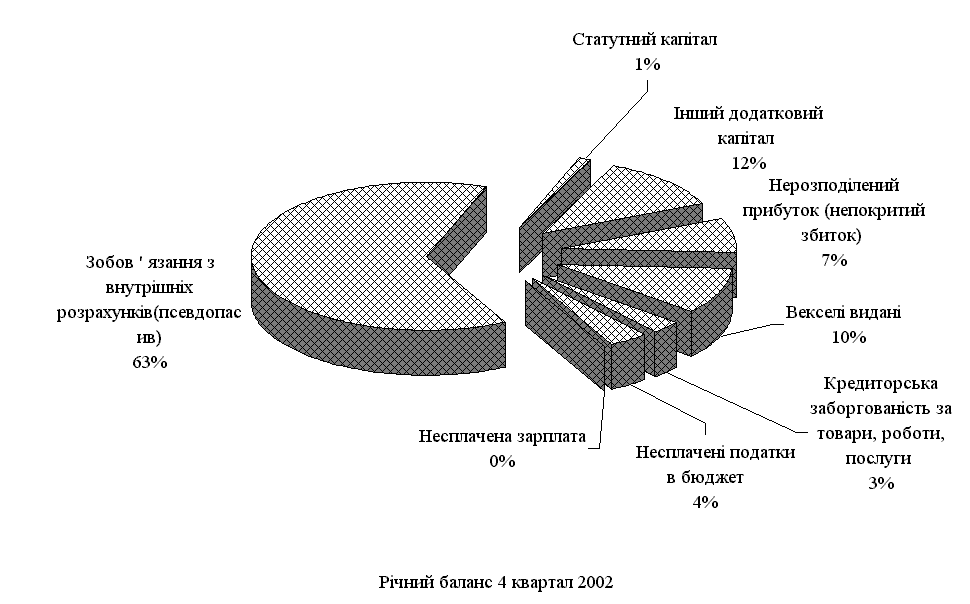 Статутний капітал
1%
Інший додатковий
капітал
12%
Нерозподілений
прибуток (непокритий
збиток)
7%
Векселі видані
10%
Кредиторська
заборгованість за
товари, роботи,
послуги
3%
Несплачені податки
в бюджет
4%
Несплачена зарплата
0%
Зобов ' язання з
внутрішніх
розрахунків(псевдопас
ив)
63%
Річний баланс 4 квартал 2002